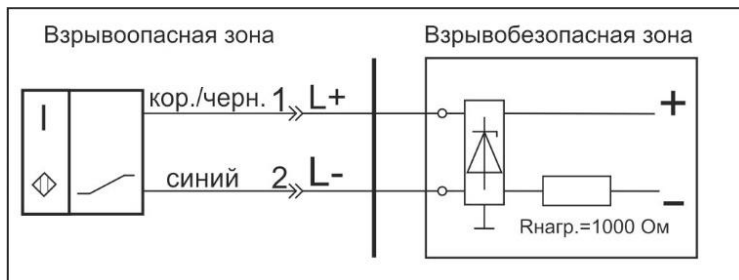 Взрывоопасная зона
Взрывобезопасная зона
I
кор./черн. 1 L+
+
синий 2 L-
-
Rнагр.=1000 Ом